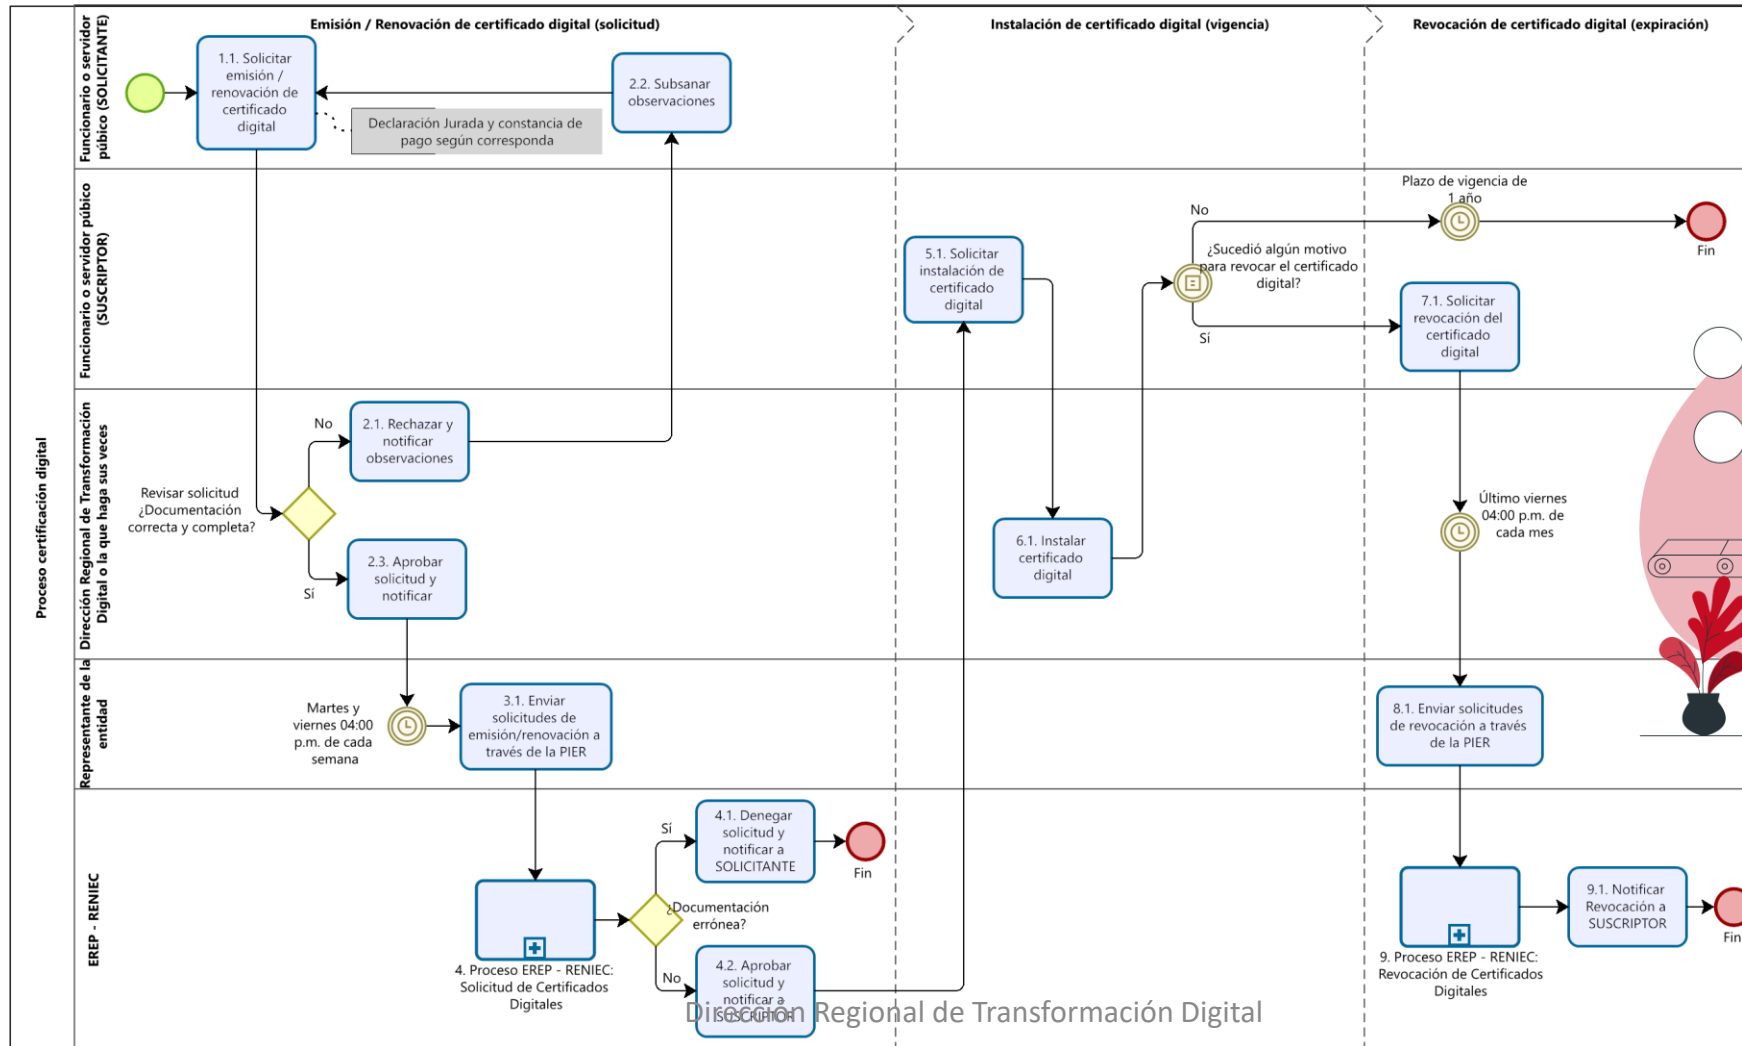 Emisión / Renovación de certificado digital (solicitud)
Instalación de certificado digital (vigencia)
Revocación de certificado digital (expiración)
Proceso certificación digital
Funcionario o servidor
púbico (SOLICITANTE)
1.1. Solicitar
emisión /
renovación de
certificado
digital
Declaración Jurada y constancia de
pago según corresponda
2.2. Subsanar
observaciones
Funcionario o servidor púbico
(SUSCRIPTOR)
5.1. Solicitar
instalación de
certificado
digital
No
¿Sucedió algún motivo
para revocar el certificado
digital?
Sí
Plazo de vigencia de
1 año
Fin
7.1. Solicitar
revocación del
certificado
digital
Dirección Regional de Transformación
Digital o la que haga sus veces
Revisar solicitud
¿Documentación
correcta y completa?
No
2.1. Rechazar y
notificar
observaciones
Sí
2.3. Aprobar
solicitud y
notificar
6.1. Instalar
certificado
digital
Último viernes
04:00 p.m. de
cada mes
Representante de la
entidad
Martes y
viernes 04:00
p.m. de cada
semana
3.1. Enviar
solicitudes de
emisión/renovación a
través de la PIER
8.1. Enviar solicitudes
de revocación a través
de la PIER
EREP - RENIEC
4. Proceso EREP - RENIEC:
Solicitud de Certificados
Digitales
¿Documentación
errónea?
Sí
4.1. Denegar
solicitud y
notificar a
SOLICITANTE
Fin
No
4.2. Aprobar
solicitud y
notificar a
SUSCRIPTOR
9. Proceso EREP - RENIEC:
Revocación de Certificados
Digitales
9.1. Notificar
Revocación a
SUSCRIPTOR
Fin
Dirección Regional de Transformación Digital